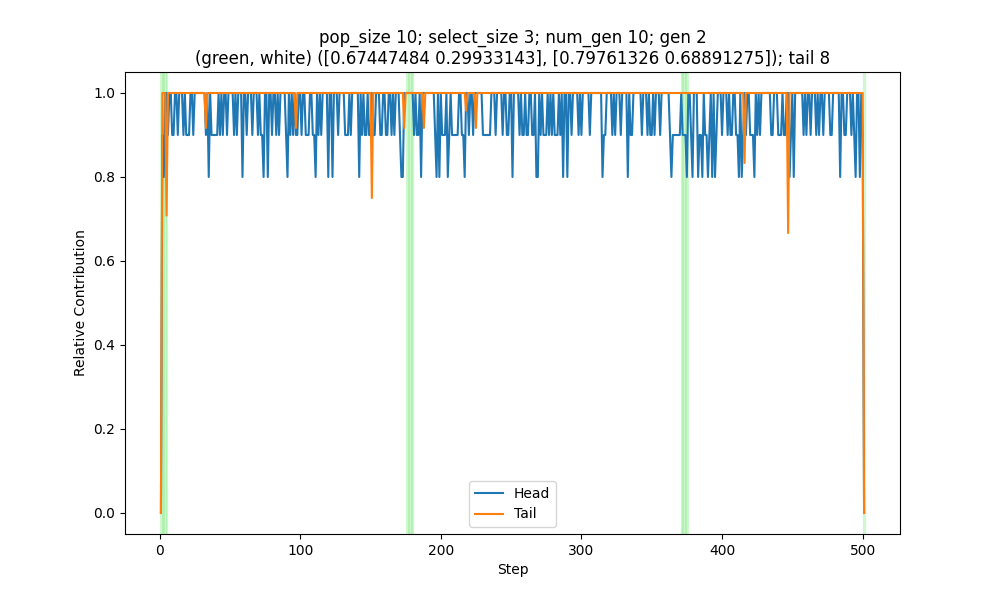 pop_size 10; select_size 3; num_gen 10; gen 2
(green, white) ([0.67447484 0.29933143], [0.79761326 0.68891275]); tail 8
1.0
0.8
0.6
0.4
0.2
0.0
Relative Contribution
Head
Tail
0
100
200
300
400
500
Step